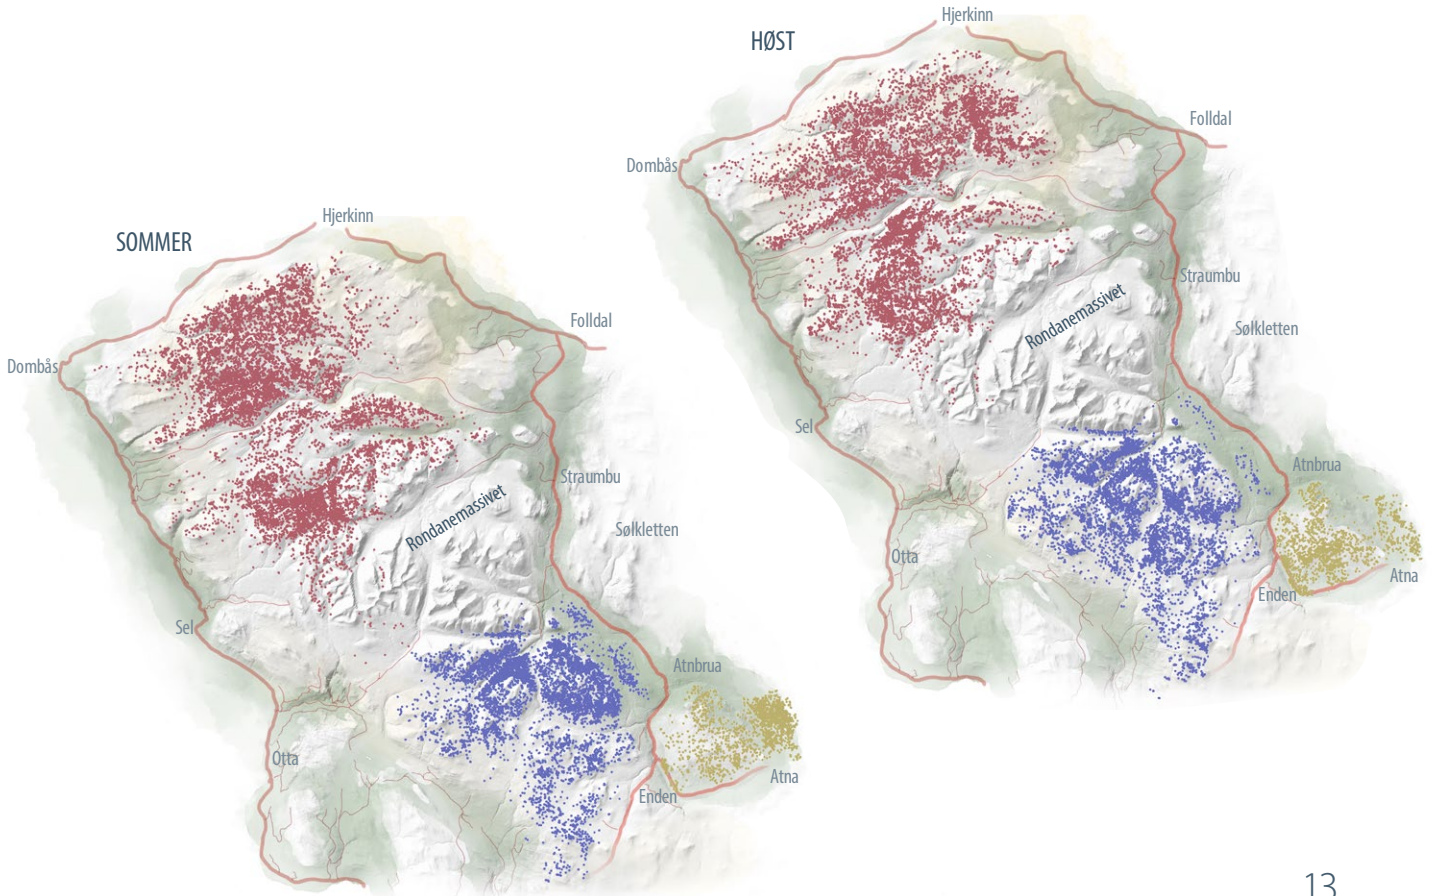 SOMMER
Hjerkinn
Folldal
Dombås
Straumbu
Rondanemassivet
Sølkletten
Sel
Atnbrua
Otta
Atna
Enden
HØST
Hjerkinn
Folldal
Dombås
Straumbu
Rondanemassivet
Sølkletten
Sel
Atnbrua
Otta
Atna
Enden
13